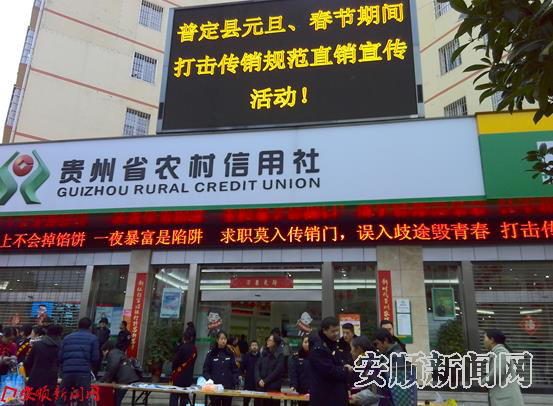 普定县元旦、春节期间
打击传销规范直销宣传
活动！
贵州省农村信用社
GUIZHOU RURAL CREDIT UNION
上不会掉馅饼 一夜暴富是陷阱 求职莫入传销门，误入歧途毁青春 打击传
安顺新闻网
安顺新闻网